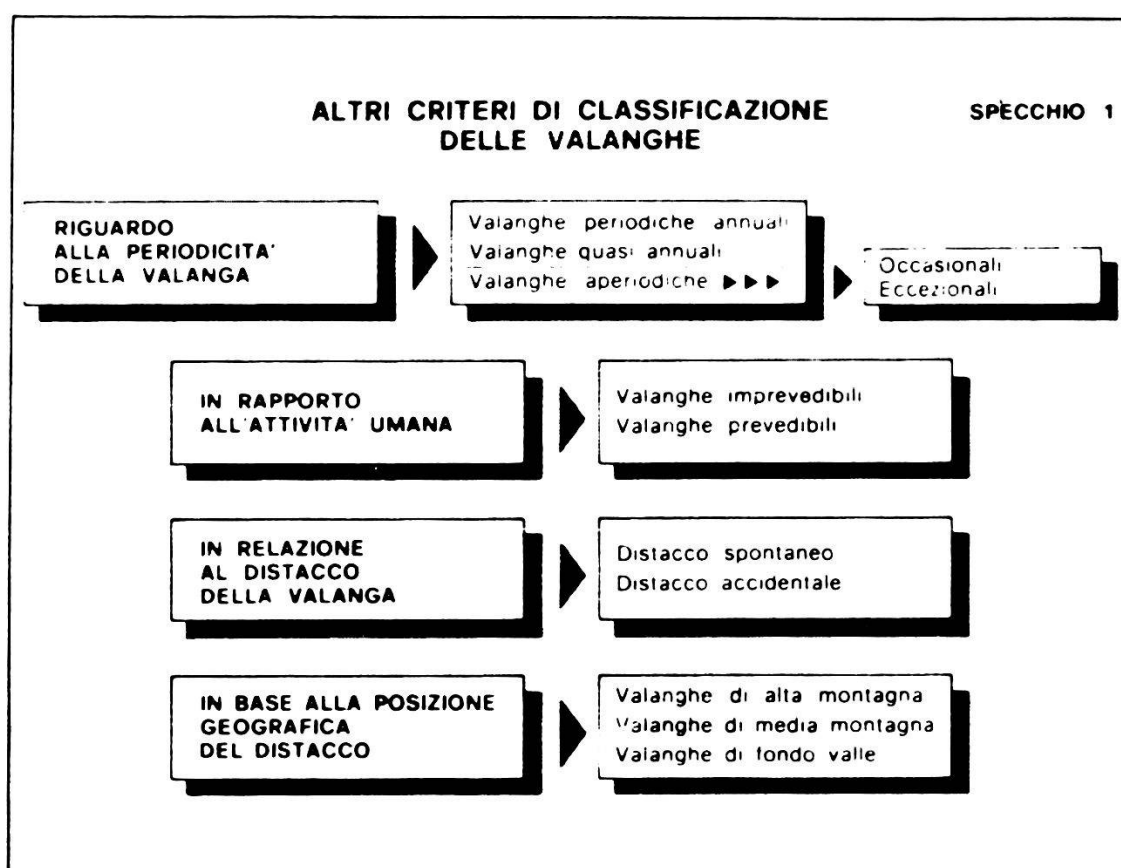 ALTRI CRITERI DI CLASSIFICAZIONE
DELLE VALANGHE
SPECCHIO 1
RIGUARDO
ALLA PERIODICITA'
DELLA VALANGA
Valanghe periodiche annuali
Valanghe quasi annuali
Valanghe aperiodiche ▶ ▶ ▶
Occasionali
Eccezionali
IN RAPPORTO
ALL'ATTIVITA' UMANA
Valanghe imprevedibili
Valanghe prevedibili
IN RELAZIONE
AL DISTACCO
DELLA VALANGA
Distacco spontaneo
Distacco accidentale
IN BASE ALLA POSIZIONE
GEOGRAFICA
DEL DISTACCO
Valanghe di alta montagna
Valanghe di media montagna
Valanghe di fondo valle